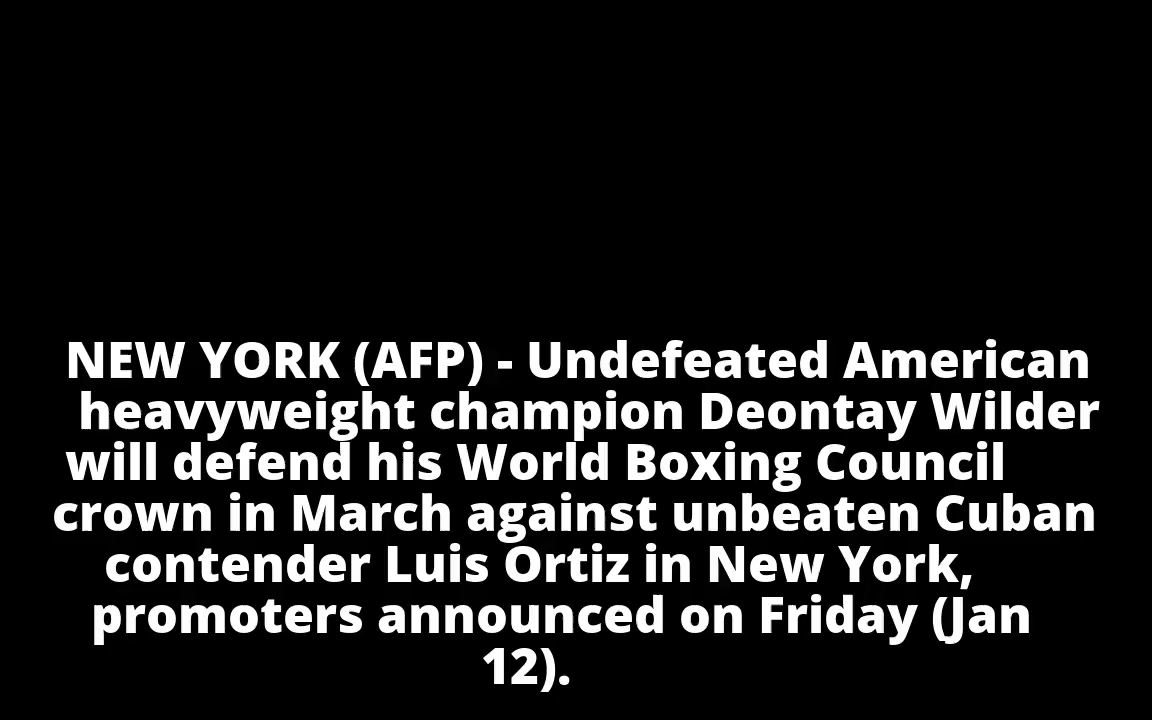 NEW YORK (AFP) - Undefeated American
heavyweight champion Deontay Wilder
will defend his World Boxing Council
crown in March against unbeaten Cuban
contender Luis Ortiz in New York,
promoters announced on Friday (Jan
12).